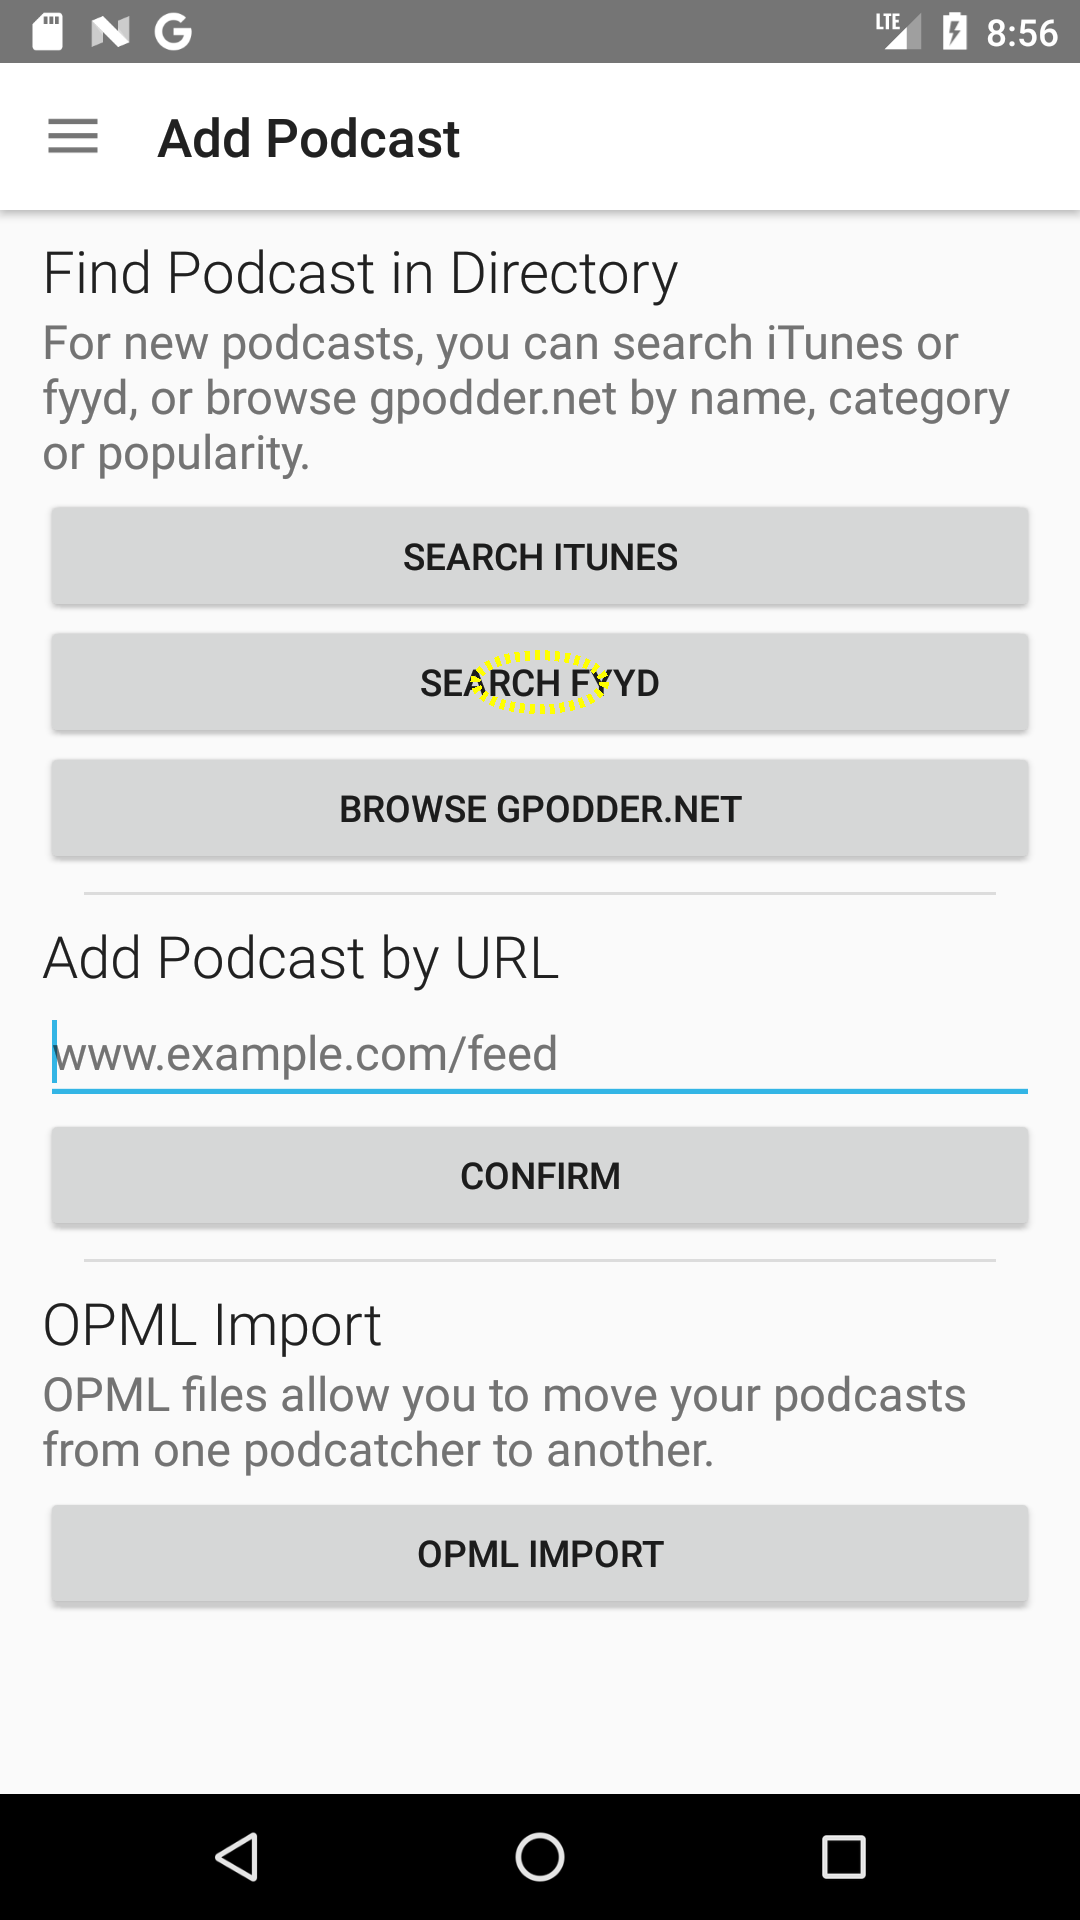 LTE 8:56
Add Podcast
Find Podcast in Directory
For new podcasts, you can search iTunes or
fyyd, or browse gpodder.net by name, category
or popularity.
SEARCH ITUNES
SEARCH FYYD
BROWSE GPODDER.NET
Add Podcast by URL
www.example.com/feed
CONFIRM
OPML Import
OPML files allow you to move your podcasts
from one podcatcher to another.
OPML IMPORT